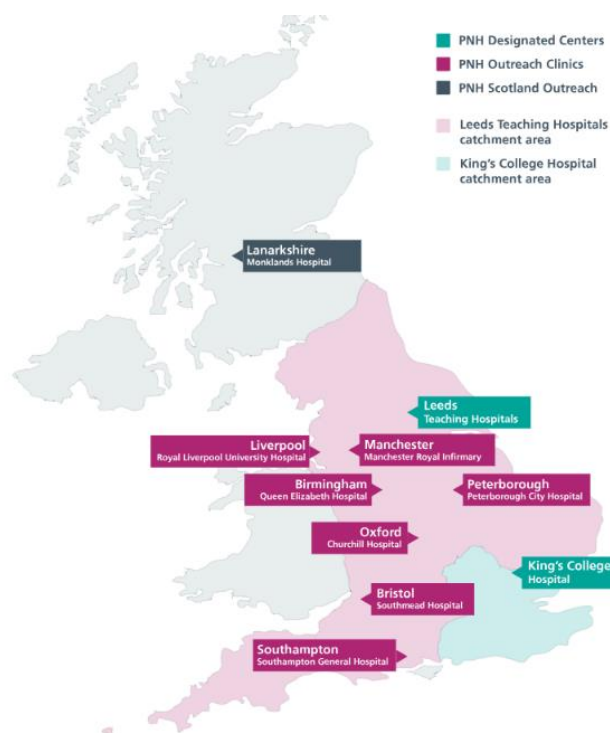 PNH Designated Centers
PNH Outreach Clinics
PNH Scotland Outreach
Leeds Teaching Hospitals
catchment area
King's College Hospital
catchment area
Lanarkshire
Monklands Hospital
Leeds
Teaching Hospitals
Liverpool
Royal Liverpool University Hospital
Manchester
Manchester Royal Infirmary
Birmingham
Queen Elizabeth Hospital
Peterborough
Peterborough City Hospital
Oxford
Churchill Hospital
King's College
Hospital
Bristol
Southmead Hospital
Southampton
Southampton General Hospital